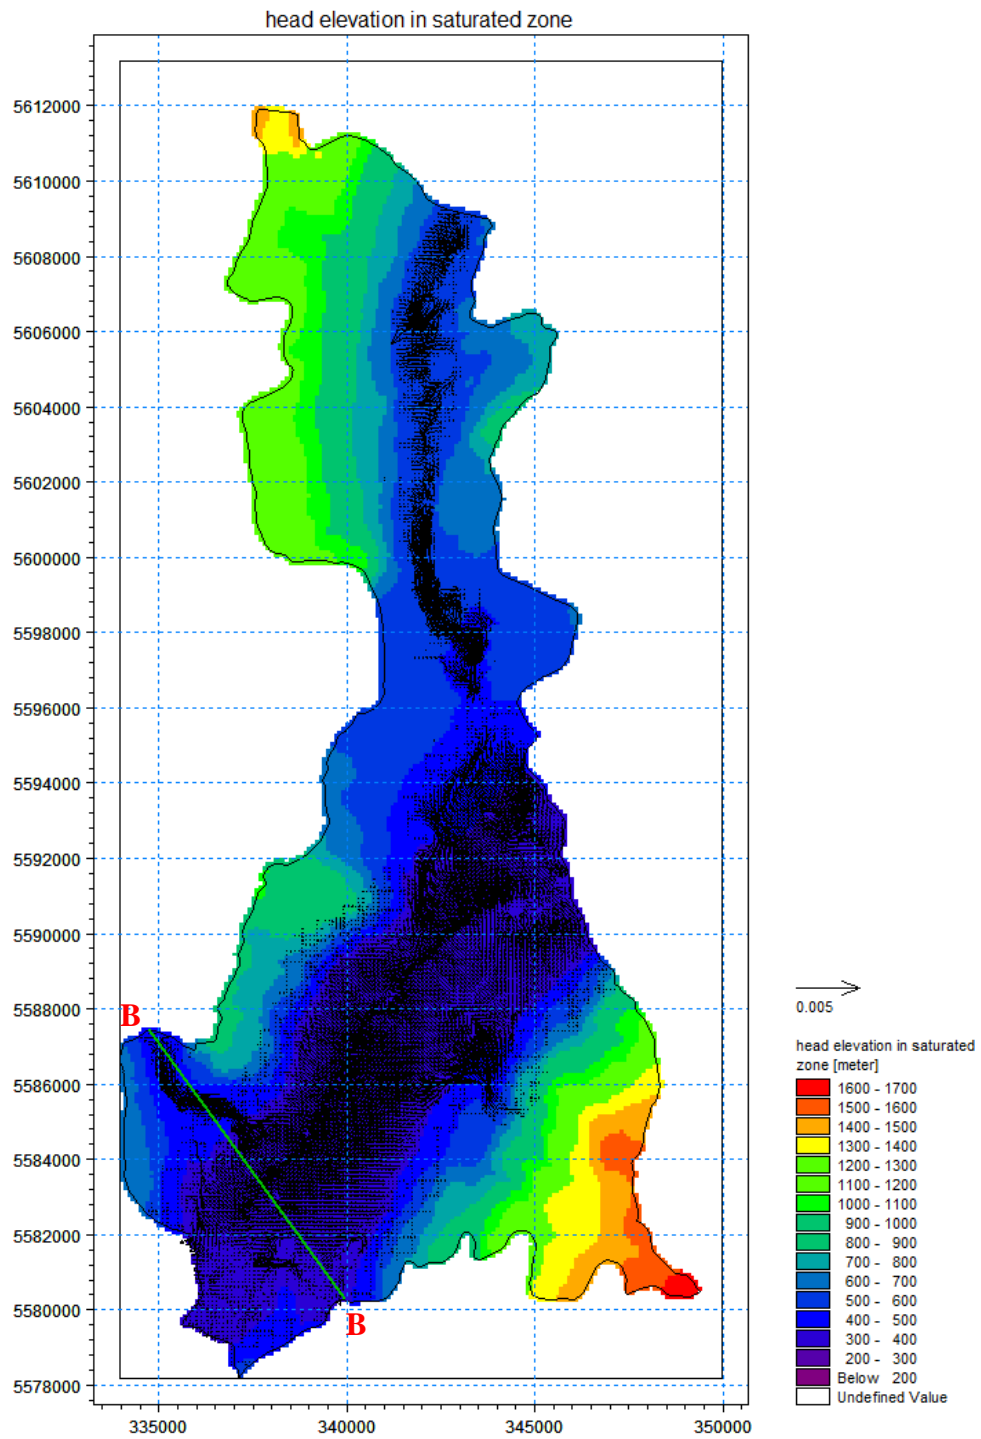 head elevation in saturated zone
5612000
5610000
5608000
5606000
5604000
5602000
5600000
5598000
5596000
5594000
5592000
5590000
5588000
5586000
5584000
5582000
5580000
5578000
335000 340000 345000 350000
B
B
0.005
head elevation in saturated
zone [meter]
1600 - 1700
1500 - 1600
1400 - 1500
1300 - 1400
1200 - 1300
1100 - 1200
1000 - 1100
900 - 1000
800 - 900
700 - 800
600 - 700
500 - 600
400 - 500
300 - 400
200 - 300
Below 200
Undefined Value